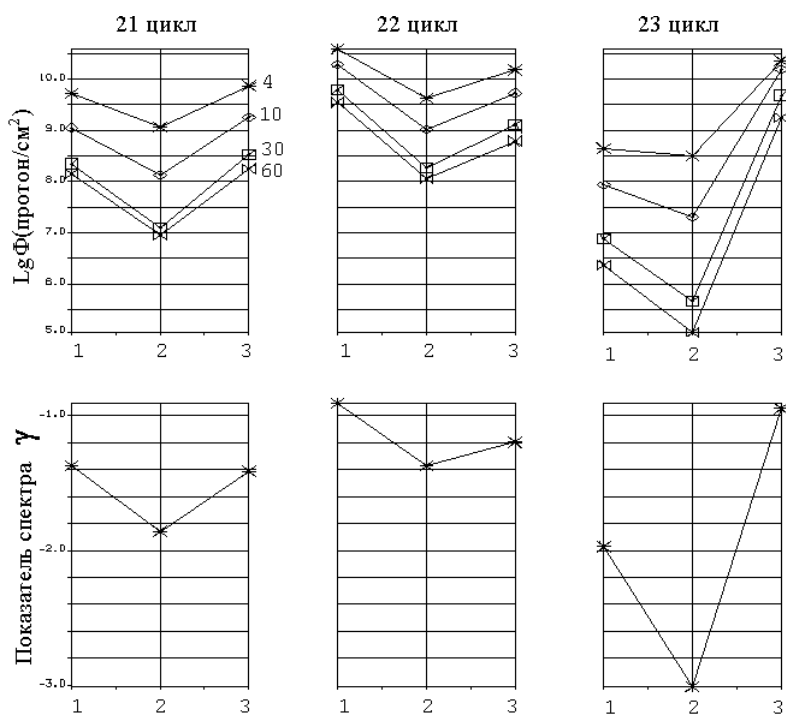 21 цикл
22 цикл
23 цикл
LgФ(протон/см²)
10.0
9.0
8.0
7.0
6.0
5.0
4
10
30
60
1 2 3
1 2 3
1 2 3
Показатель спектра γ
-1.0
-2.0
-3.0
1 2 3
1 2 3
1 2 3